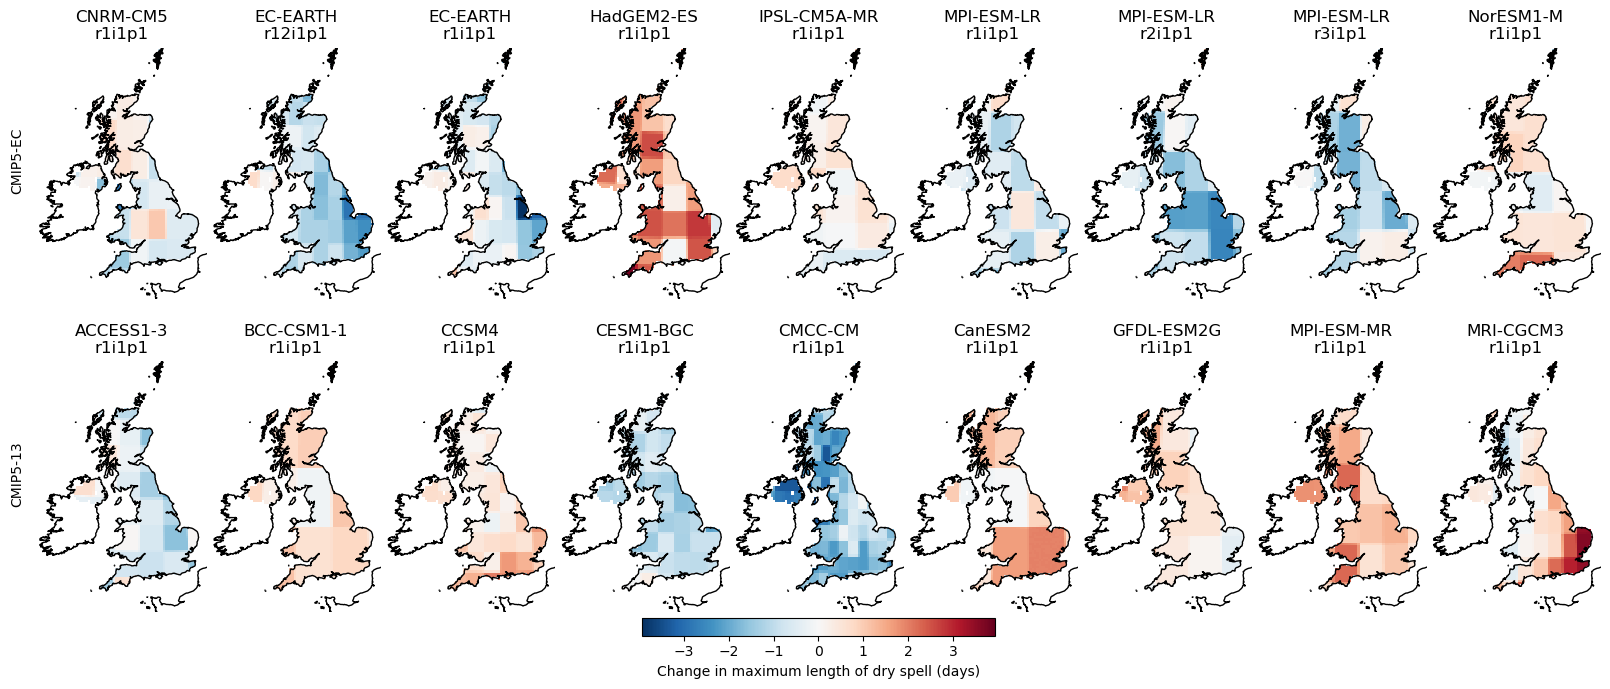 CNRM-CM5 EC-EARTH EC-EARTH HadGEM2-ES IPSL-CM5A-MR MPI-ESM-LR MPI-ESM-LR MPI-ESM-LR NorESM1-M
r1i1p1 r12i1p1 r1i1p1 r1i1p1 r1i1p1 r1i1p1 r2i1p1 r3i1p1 r1i1p1
CMIP5-EC
ACCESS1-3 BCC-CSM1-1 CCSM4 CESM1-BGC CMCC-CM CanESM2 GFDL-ESM2G MPI-ESM-MR MRI-CGCM3
r1i1p1 r1i1p1 r1i1p1 r1i1p1 r1i1p1 r1i1p1 r1i1p1 r1i1p1 r1i1p1
CMIP5-13
−3 −2 −1 0 1 2 3
Change in maximum length of dry spell (days)